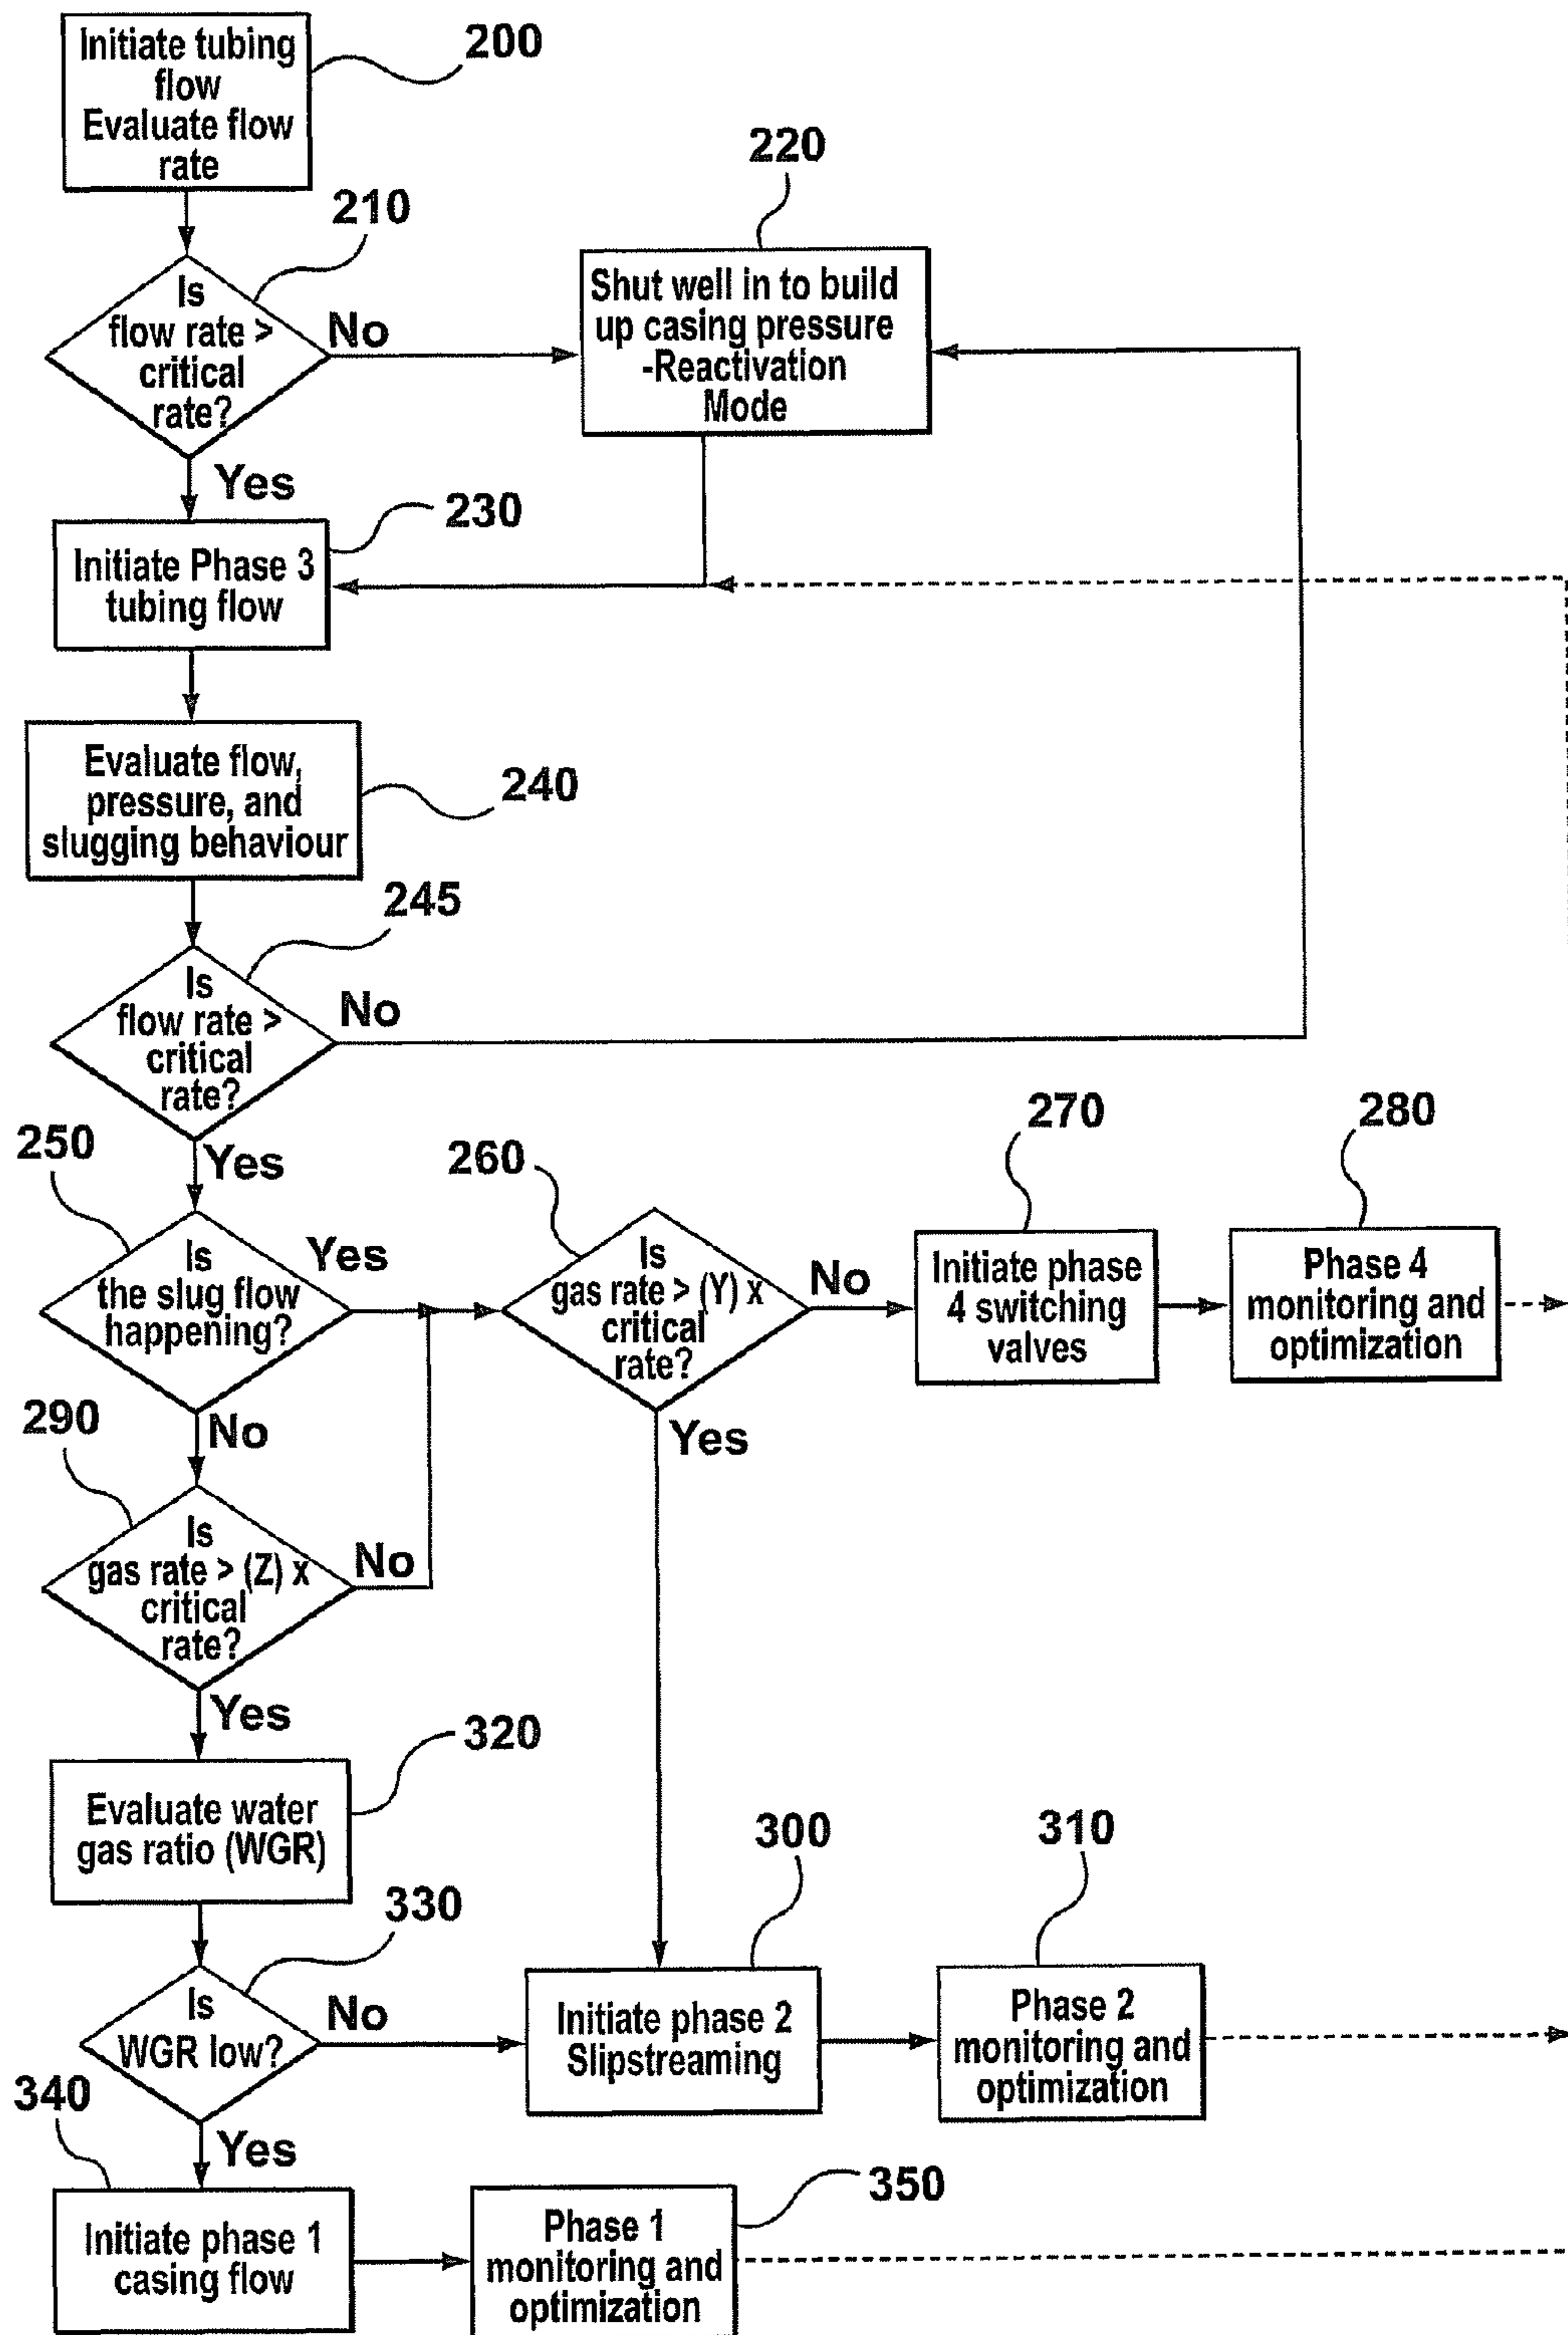 Initiate tubing
flow
Evaluate flow
rate
200
210
220
Is
flow rate >
critical
rate?
No
Shut well in to build
up casing pressure
-Reactivation
Mode
Yes
230
Initiate Phase 3
tubing flow
Evaluate flow,
pressure, and
slugging behaviour
240
245
Is
flow rate >
critical
rate?
No
Yes
250
Is
the slug flow
happening?
Yes
260
Is
gas rate > (Y) x
critical
rate?
No
270
Initiate phase
4 switching
valves
280
Phase 4
monitoring and
optimization
No
Yes
290
Is
gas rate > (Z) x
critical
rate?
No
Yes
320
Evaluate water
gas ratio (WGR)
330
Is
WGR low?
No
300
Initiate phase 2
Slipstreaming
310
Phase 2
monitoring and
optimization
Yes
340
Initiate phase 1
casing flow
350
Phase 1
monitoring and
optimization